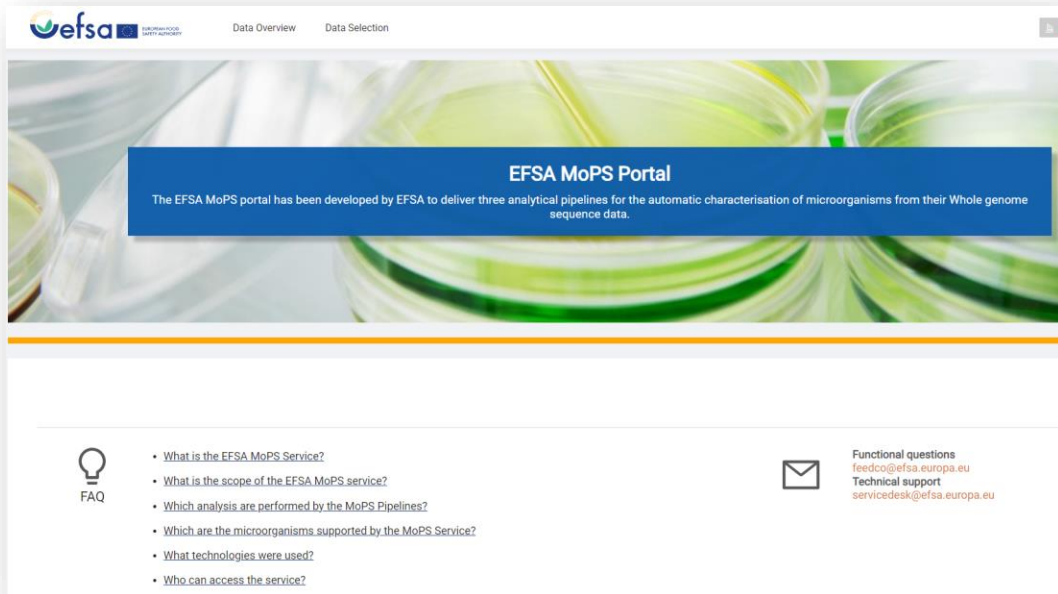 efsa
EUROPEAN FOOD
SAFETY AUTHORITY
Data Overview
Data Selection
EFSA MoPS Portal
The EFSA MoPS portal has been developed by EFSA to deliver three analytical pipelines for the automatic characterisation of microorganisms from their Whole genome
sequence data.
FAQ
• What is the EFSA MoPS Service?
• What is the scope of the EFSA MoPS service?
• Which analysis are performed by the MoPS Pipelines?
• Which are the microorganisms supported by the MoPS Service?
• What technologies were used?
• Who can access the service?
Functional questions
feedco@efsa.europa.eu
Technical support
servicedesk@efsa.europa.eu